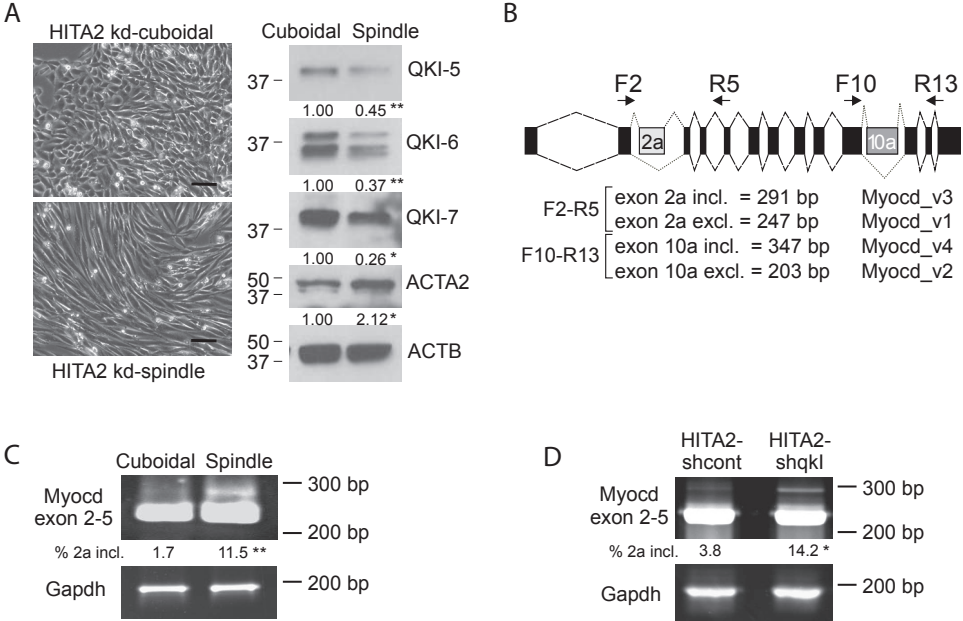 A
HITA2 kd-cuboidal
HITA2 kd-spindle
Cuboidal Spindle
37
QKI-5
1.00 0.45 **
37
QKI-6
1.00 0.37 **
37
QKI-7
1.00 0.26 *
50
37
ACTA2
1.00 2.12 *
50
37
ACTB
B
F2 R5 F10 R13
2a 10a
F2-R5
exon 2a incl. = 291 bp Myocd_v3
exon 2a excl. = 247 bp Myocd_v1
F10-R13
exon 10a incl. = 347 bp Myocd_v4
exon 10a excl. = 203 bp Myocd_v2
C
Cuboidal Spindle
Myocd
exon 2-5
300 bp
200 bp
% 2a incl. 1.7 11.5 **
Gapdh
200 bp
D
HITA2-
shcont
HITA2-
shqkI
Myocd
exon 2-5
300 bp
200 bp
% 2a incl. 3.8 14.2 *
Gapdh
200 bp